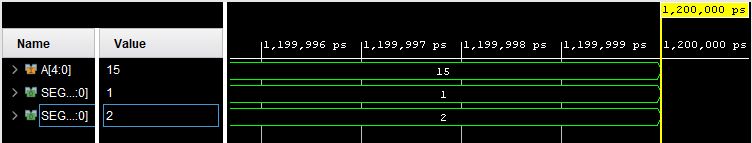 1,200,000 ps
Name Value 1,199,996 ps 1,199,997 ps 1,199,998 ps 1,199,999 ps 1,200,000 ps
A[4:0] 15 15
SEG...:0] 1 1
SEG...:0] 2 2